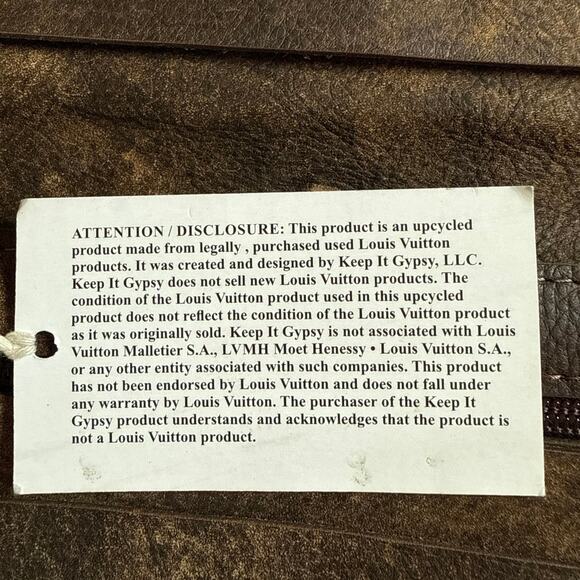 ATTENTION / DISCLOSURE: This product is an upcycled
product made from legally , purchased used Louis Vuitton
products. It was created and designed by Keep It Gypsy, LLC.
Keep It Gypsy does not sell new Louis Vuitton products. The
condition of the Louis Vuitton product used in this upcycled
product does not reflect the condition of the Louis Vuitton product
as it was originally sold. Keep It Gypsy is not associated with Louis
Vuitton Malletier S.A., LVMH Moet Henessy • Louis Vuitton S.A.,
or any other entity associated with such companies. This product
has not been endorsed by Louis Vuitton and does not fall under
any warranty by Louis Vuitton. The purchaser of the Keep It
Gypsy product understands and acknowledges that the product is
not a Louis Vuitton product.